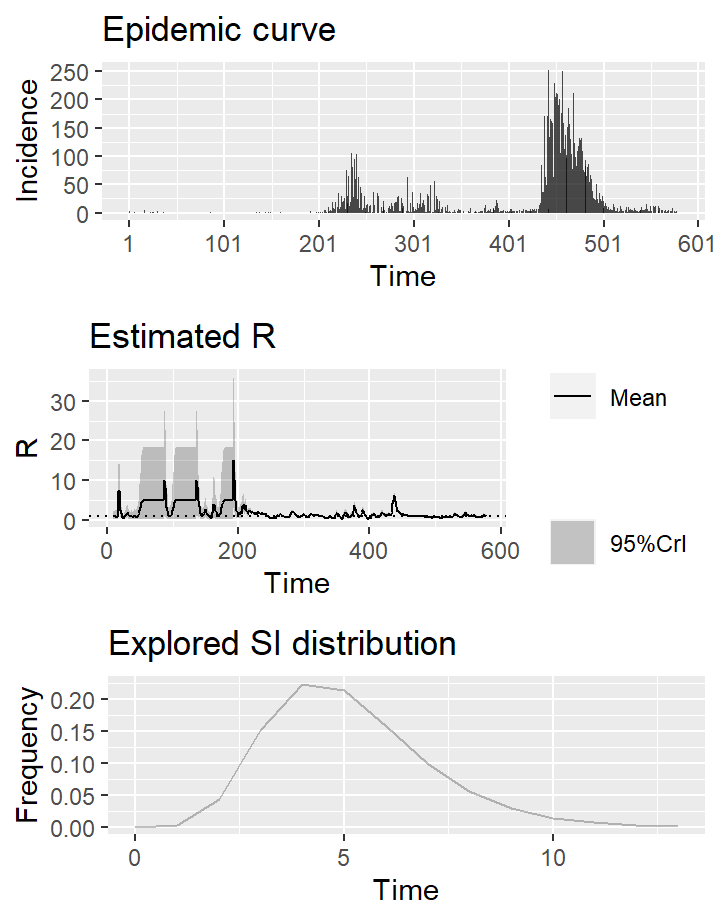 Epidemic curve
Incidence
250
200
150
100
50
0
1 101 201 301 401 501 601
Time
Estimated R
R
30
20
10
0
0 200 400 600
Time
Mean
95%CrI
Explored SI distribution
Frequency
0.20
0.15
0.10
0.05
0.00
0 5 10
Time